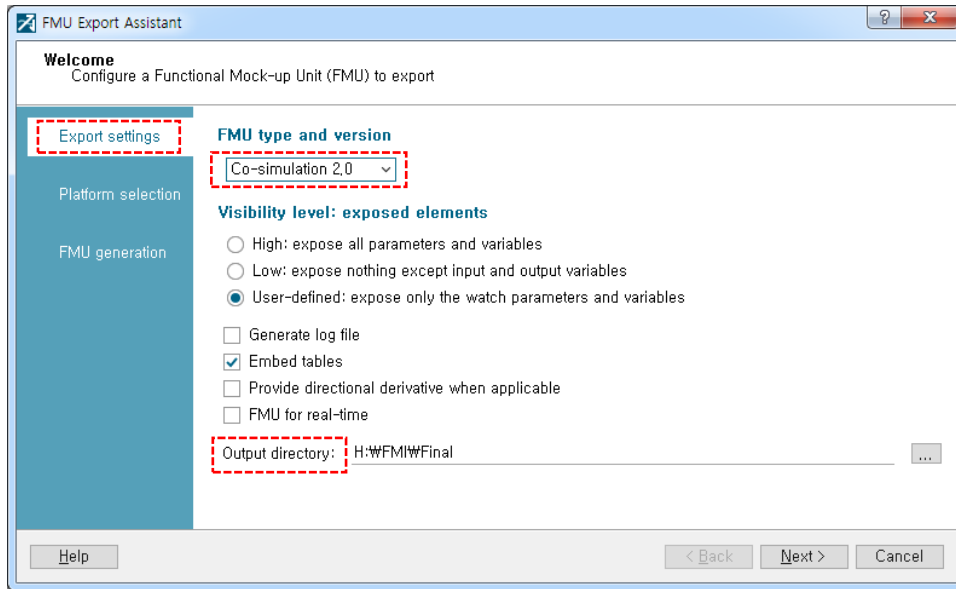 FMU Export Assistant
?
x
Welcome
Configure a Functional Mock-up Unit (FMU) to export
Export settings
Platform selection
FMU generation
FMU type and version
Co-simulation 2,0
Visibility level: exposed elements
High: expose all parameters and variables
Low: expose nothing except input and output variables
User-defined: expose only the watch parameters and variables
Generate log file
Embed tables
Provide directional derivative when applicable
FMU for real-time
Output directory: H:₩FMI₩Final
...
Help
< Back Next > Cancel